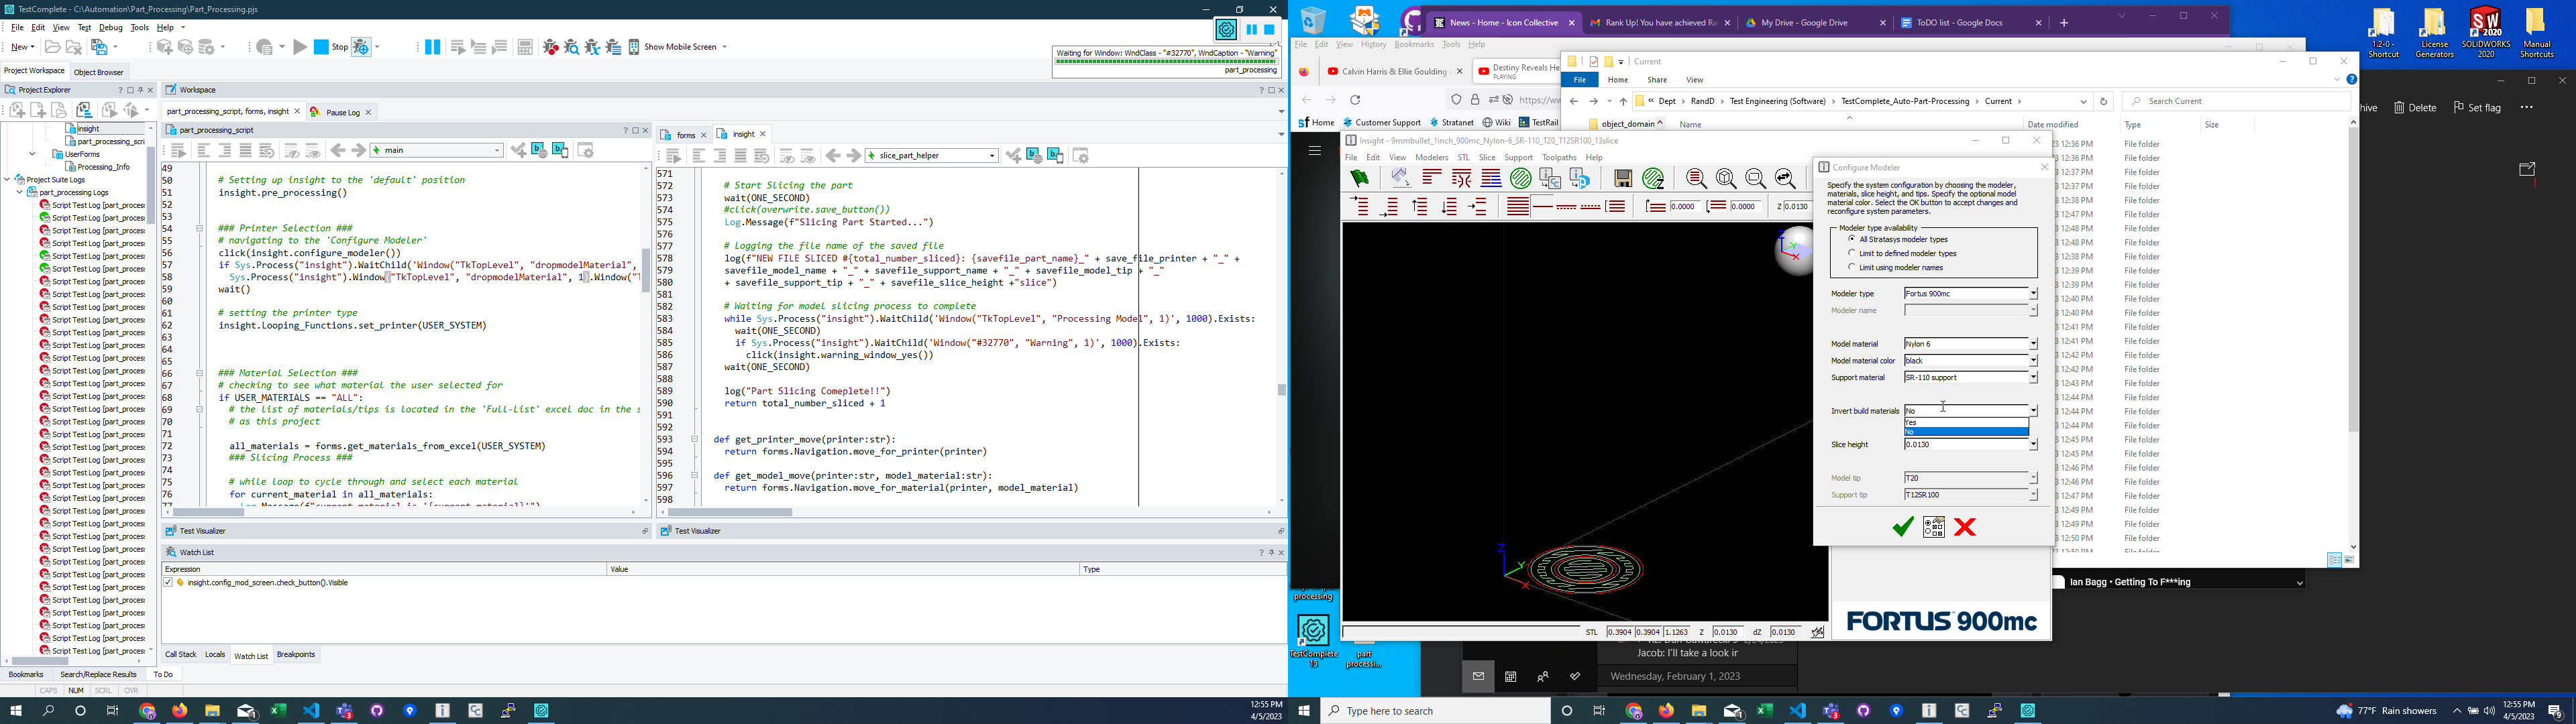 TestComplete - C:\Automation\Part_Processing\Part_Processing.pjs
File Edit View Test Debug Tools Help
New
Stop
Show Mobile Screen
Waiting for Window: WndClass - "#32770", WndCaption - "Warning"
part_processing
Project Workspace
Object Browser
Project Explorer
Workspace
part_processing_script, forms, insight
Pause Log
insight
part_processing_scri
UserForms
Processing_Info
Project Suite Logs
part_processing Logs
Script Test Log [part_process
part_processing_script
main
49
50 # Setting up insight to the 'default' position
51 insight.pre_processing()
52
53
54 ### Printer Selection ###
55 # navigating to the 'Configure Modeler'
56 click(insight.configure_modeler())
57 if Sys.Process("insight").WaitChild('Window("TkTopLevel", "dropmodelMaterial",
58 Sys.Process("insight").Window("TkTopLevel", "dropmodelMaterial", 1).Window("T
59 wait()
60
61 # setting the printer type
62 insight.Looping_Functions.set_printer(USER_SYSTEM)
63
64
65
66 ### Material Selection ###
67 # checking to see what material the user selected for
68 if USER_MATERIALS == "ALL":
69 # the list of materials/tips is located in the 'Full-List' excel doc in the s
70 # as this project
71
72 all_materials = forms.get_materials_from_excel(USER_SYSTEM)
73 ### Slicing Process ###
74
75 # while loop to cycle through and select each material
76 for current_material in all_materials:
forms
insight
slice_part_helper
571
572 # Start Slicing the part
573 wait(ONE_SECOND)
574 #click(overwrite.save_button())
575 Log.Message(f"Slicing Part Started...")
576
577 # Logging the file name of the saved file
578 log(f"NEW FILE SLICED #{total_number_sliced}: {savefile_part_name}_" + save_file_printer + "_" +
579 savefile_model_name + "_" + savefile_support_name + "_" + savefile_model_tip + "_"
580 + savefile_support_tip + "_" + savefile_slice_height +"slice")
581
582 # Waiting for model slicing process to complete
583 while Sys.Process("insight").WaitChild('Window("TkTopLevel", "Processing Model", 1)', 1000).Exists:
584 wait(ONE_SECOND)
585 if Sys.Process("insight").WaitChild('Window("#32770", "Warning", 1)', 1000).Exists:
586 click(insight.warning_window_yes())
587 wait(ONE_SECOND)
588
589 log("Part Slicing Comeplete!!")
590 return total_number_sliced + 1
591
592
593 def get_printer_move(printer:str):
594 return forms.Navigation.move_for_printer(printer)
595
596 def get_model_move(printer:str, model_material:str):
597 return forms.Navigation.move_for_material(printer, model_material)
598
Test Visualizer
Test Visualizer
Watch List
Expression Value Type
insight.config_mod_screen.check_button().Visible
Call Stack Locals Watch List Breakpoints
Bookmarks Search/Replace Results To Do
CAPS NUM SCRL OVR
12:55 PM
4/5/2023
News - Home - Icon Collective
Rank Up! You have achieved Ra
My Drive - Google Drive
ToDO list - Google Docs
File Edit View History Bookmarks Tools Help
Calvin Harris & Ellie Goulding
Destiny Reveals He
PLAYING
https://ww
Home Customer Support Stratanet Wiki TestRail
Current
File Home Share View
Dept RandD Test Engineering (Software) TestComplete_Auto-Part-Processing Current
Search Current
object_domain
Name Date modified Type Size
File folder
Insight - 9mmbullet_1inch_900mc_Nylon-6_SR-110_T20_T12SR100_13slice
File Edit View Modelers STL Slice Support Toolpaths Help
0.0000 0.0000 Z 0.0130
Configure Modeler
Specify the system configuration by choosing the modeler,
materials, slice height, and tips. Specify the optional model
material color. Select the OK button to accept changes and
reconfigure system parameters.
Modeler type availability
All Stratasys modeler types
Limit to defined modeler types
Limit using modeler names
Modeler type Fortus 900mc
Modeler name
Model material Nylon 6
Model material color black
Support material SR-110 support
Invert build materials No
Yes
No
Slice height 0.0130
Model tip T20
Support tip T12SR100
FORTUS 900mc
STL 0.3904 0.3904 1.1263 Z 0.0130 dZ 0.0130
1.2-0 -
Shortcut
License
Generators
SOLIDWORKS
2020
Manual
Shortcuts
hive Delete Set flag
Ian Bagg • Getting To F***ing
processing
TestComplete
15
part
processi...
Jacob: I'll take a look ir
Wednesday, February 1, 2023
Type here to search
77°F Rain showers
12:55 PM
4/5/2023